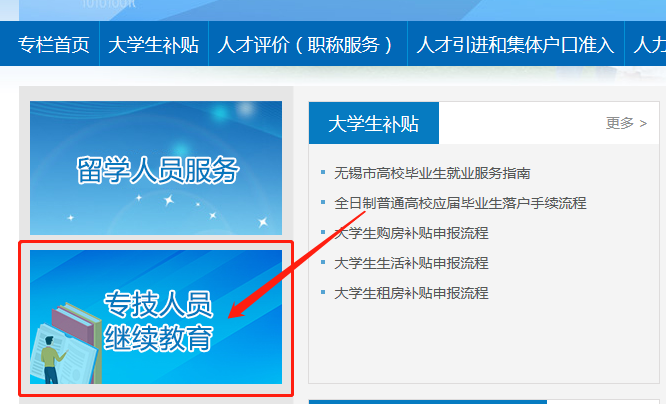 专栏首页 大学生补贴 人才评价（职称服务） 人才引进和集体户口准入 人力
留学人员服务
专技人员
继续教育
大学生补贴 更多 >
无锡市高校毕业生就业服务指南
全日制普通高校应届毕业生落户手续流程
大学生购房补贴申报流程
大学生生活补贴申报流程
大学生租房补贴申报流程